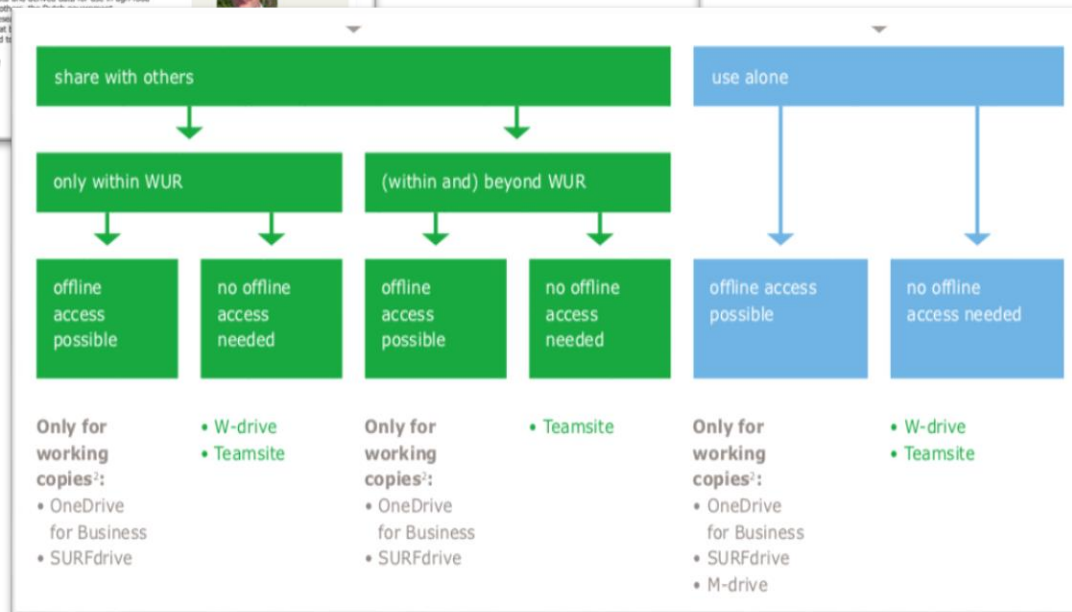 share with others
use alone
only within WUR
(within and) beyond WUR
offline
access
possible
no offline
access
needed
offline
access
possible
no offline
access
needed
offline access
possible
no offline
access needed
Only for
working
copies²:
• OneDrive
for Business
• SURFdrive
• W-drive
• Teamsite
Only for
working
copies²:
• OneDrive
for Business
• SURFdrive
• Teamsite
Only for
working
copies²:
• OneDrive
for Business
• SURFdrive
• M-drive
• W-drive
• Teamsite